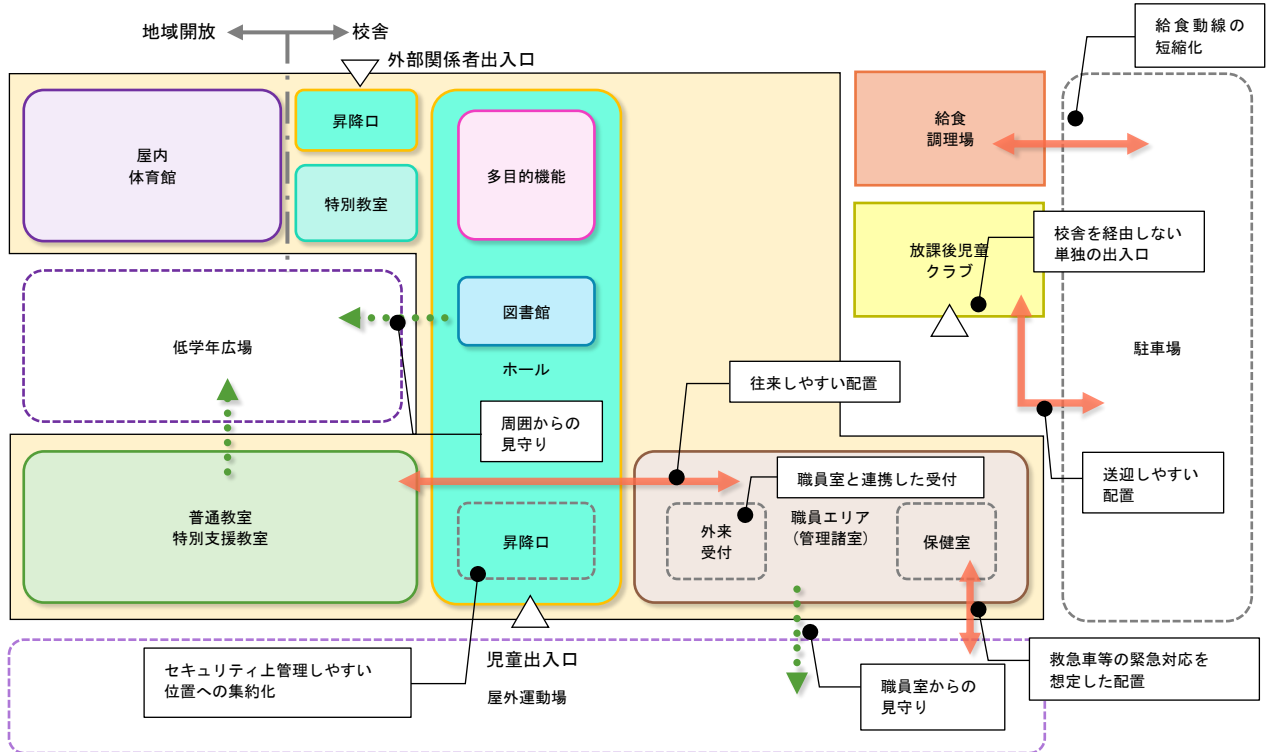 地域開放
校舎
外部関係者出入口
給食動線の
短縮化
昇降口
屋内
体育館
特別教室
多目的機能
給食
調理場
放課後児童
クラブ
校舎を経由しない
単独の出入口
図書館
ホール
低学年広場
駐車場
往来しやすい配置
周囲からの
見守り
送迎しやすい
配置
職員室と連携した受付
普通教室
特別支援教室
昇降口
外来
受付
職員エリア
（管理諸室）
保健室
児童出入口
屋外運動場
セキュリティ上管理しやすい
位置への集約化
職員室からの
見守り
救急車等の緊急対応を
想定した配置